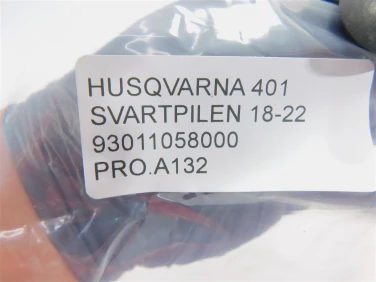 HUSQVARNA 401
SVARTPILEN 18-22
93011058000
PRO.A132